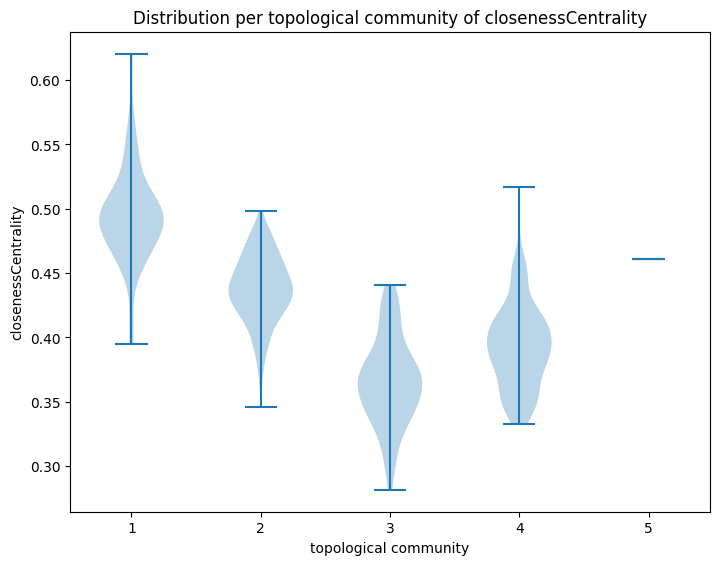 Distribution per topological community of closenessCentrality
closenessCentrality
0.60
0.55
0.50
0.45
0.40
0.35
0.30
1 2 3 4 5
topological community